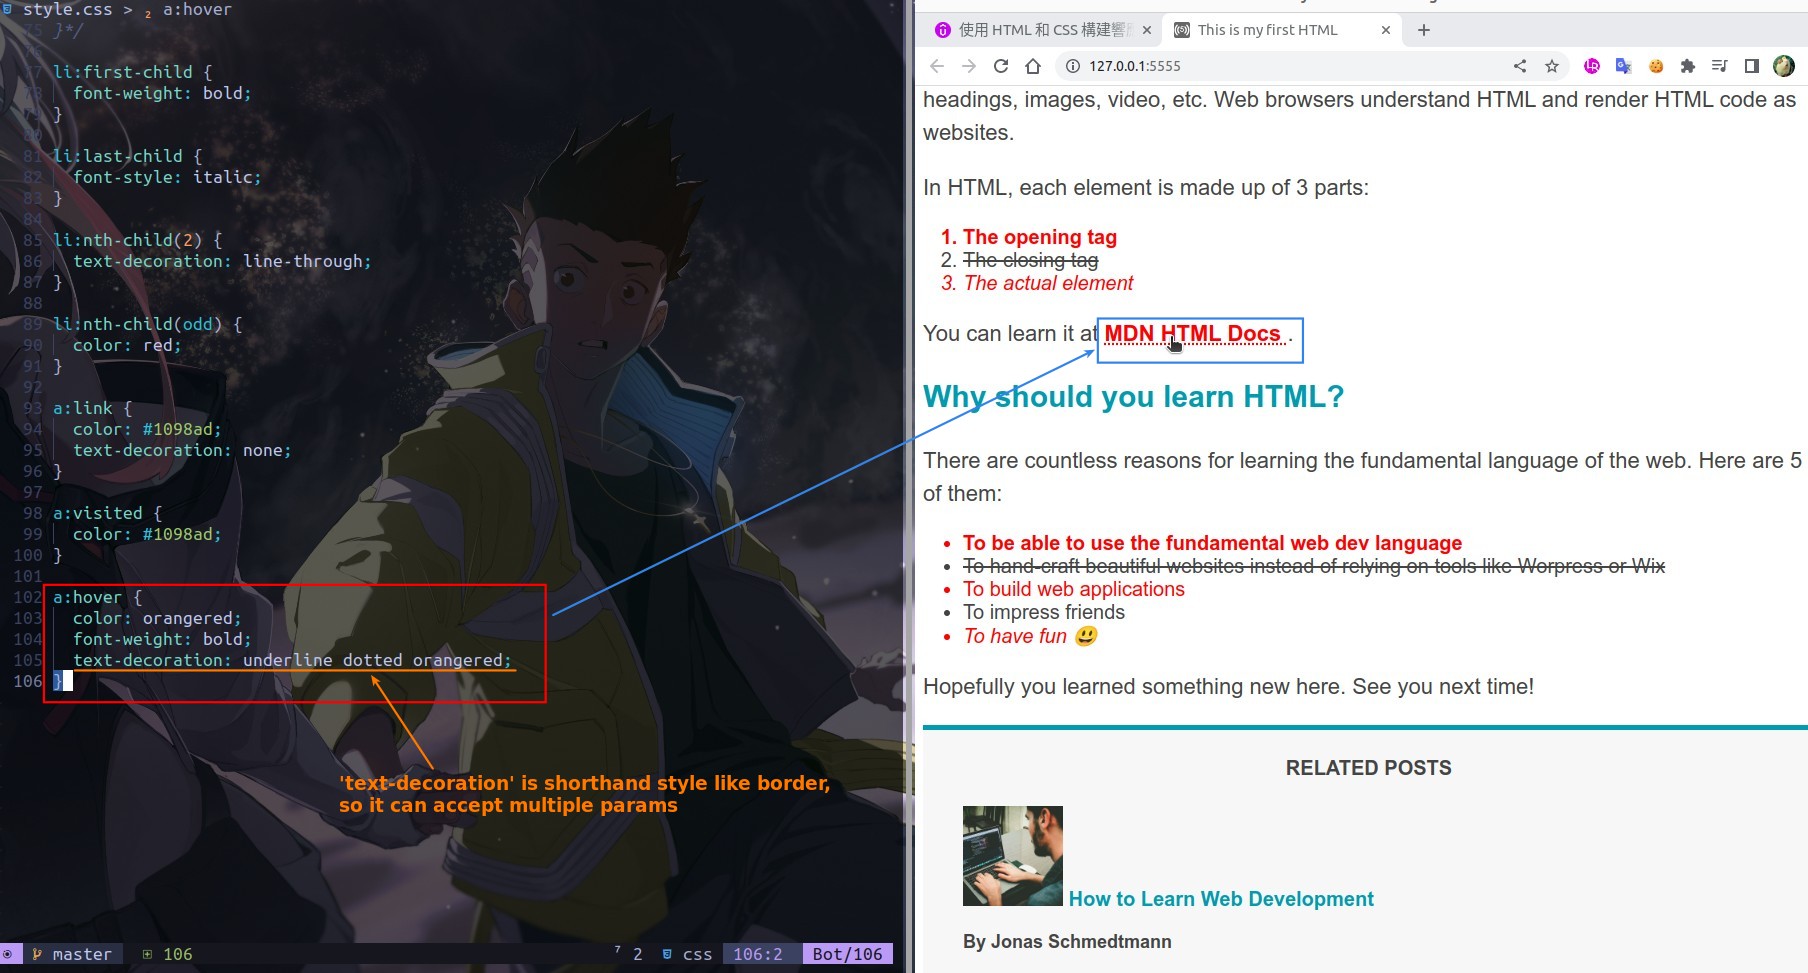 style.css > a:hover
75 }*/
76
77 li:first-child {
78 font-weight: bold;
79 }
80
81 li:last-child {
82 font-style: italic;
83 }
84
85 li:nth-child(2) {
86 text-decoration: line-through;
87 }
88
89 li:nth-child(odd) {
90 color: red;
91 }
92
93 a:link {
94 color: #1098ad;
95 text-decoration: none;
96 }
97
98 a:visited {
99 color: #1098ad;
100 }
101
102 a:hover {
103 color: orangered;
104 font-weight: bold;
105 text-decoration: underline dotted orangered;
106 }
'text-decoration' is shorthand style like border,
so it can accept multiple params
master 106 7 2 css 106:2 Bot/106
使用 HTML 和 CSS 構建響
This is my first HTML
127.0.0.1:5555
headings, images, video, etc. Web browsers understand HTML and render HTML code as
websites.
In HTML, each element is made up of 3 parts:
1. The opening tag
2. The closing tag
3. The actual element
You can learn it at MDN HTML Docs .
Why should you learn HTML?
There are countless reasons for learning the fundamental language of the web. Here are 5
of them:
• To be able to use the fundamental web dev language
• To hand-craft beautiful websites instead of relying on tools like Worpress or Wix
• To build web applications
• To impress friends
• To have fun 😃
Hopefully you learned something new here. See you next time!
RELATED POSTS
How to Learn Web Development
By Jonas Schmedtmann